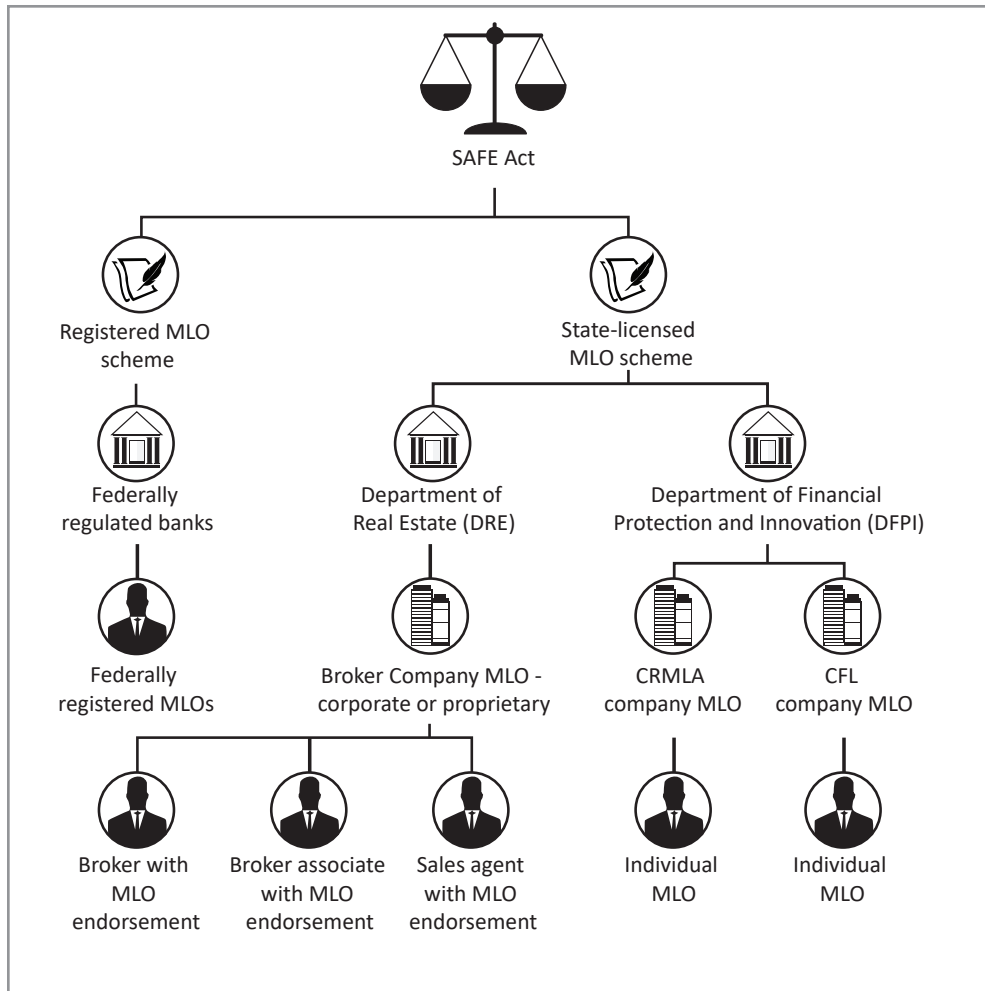 SAFE Act
Registered MLO
scheme
State-licensed
MLO scheme
Federally
regulated banks
Department of
Real Estate (DRE)
Department of Financial
Protection and Innovation (DFPI)
Federally
registered MLOs
Broker Company MLO -
corporate or proprietary
CRMLA
company MLO
CFL
company MLO
Broker with
MLO
endorsement
Broker associate
with MLO
endorsement
Sales agent
with MLO
endorsement
Individual
MLO
Individual
MLO